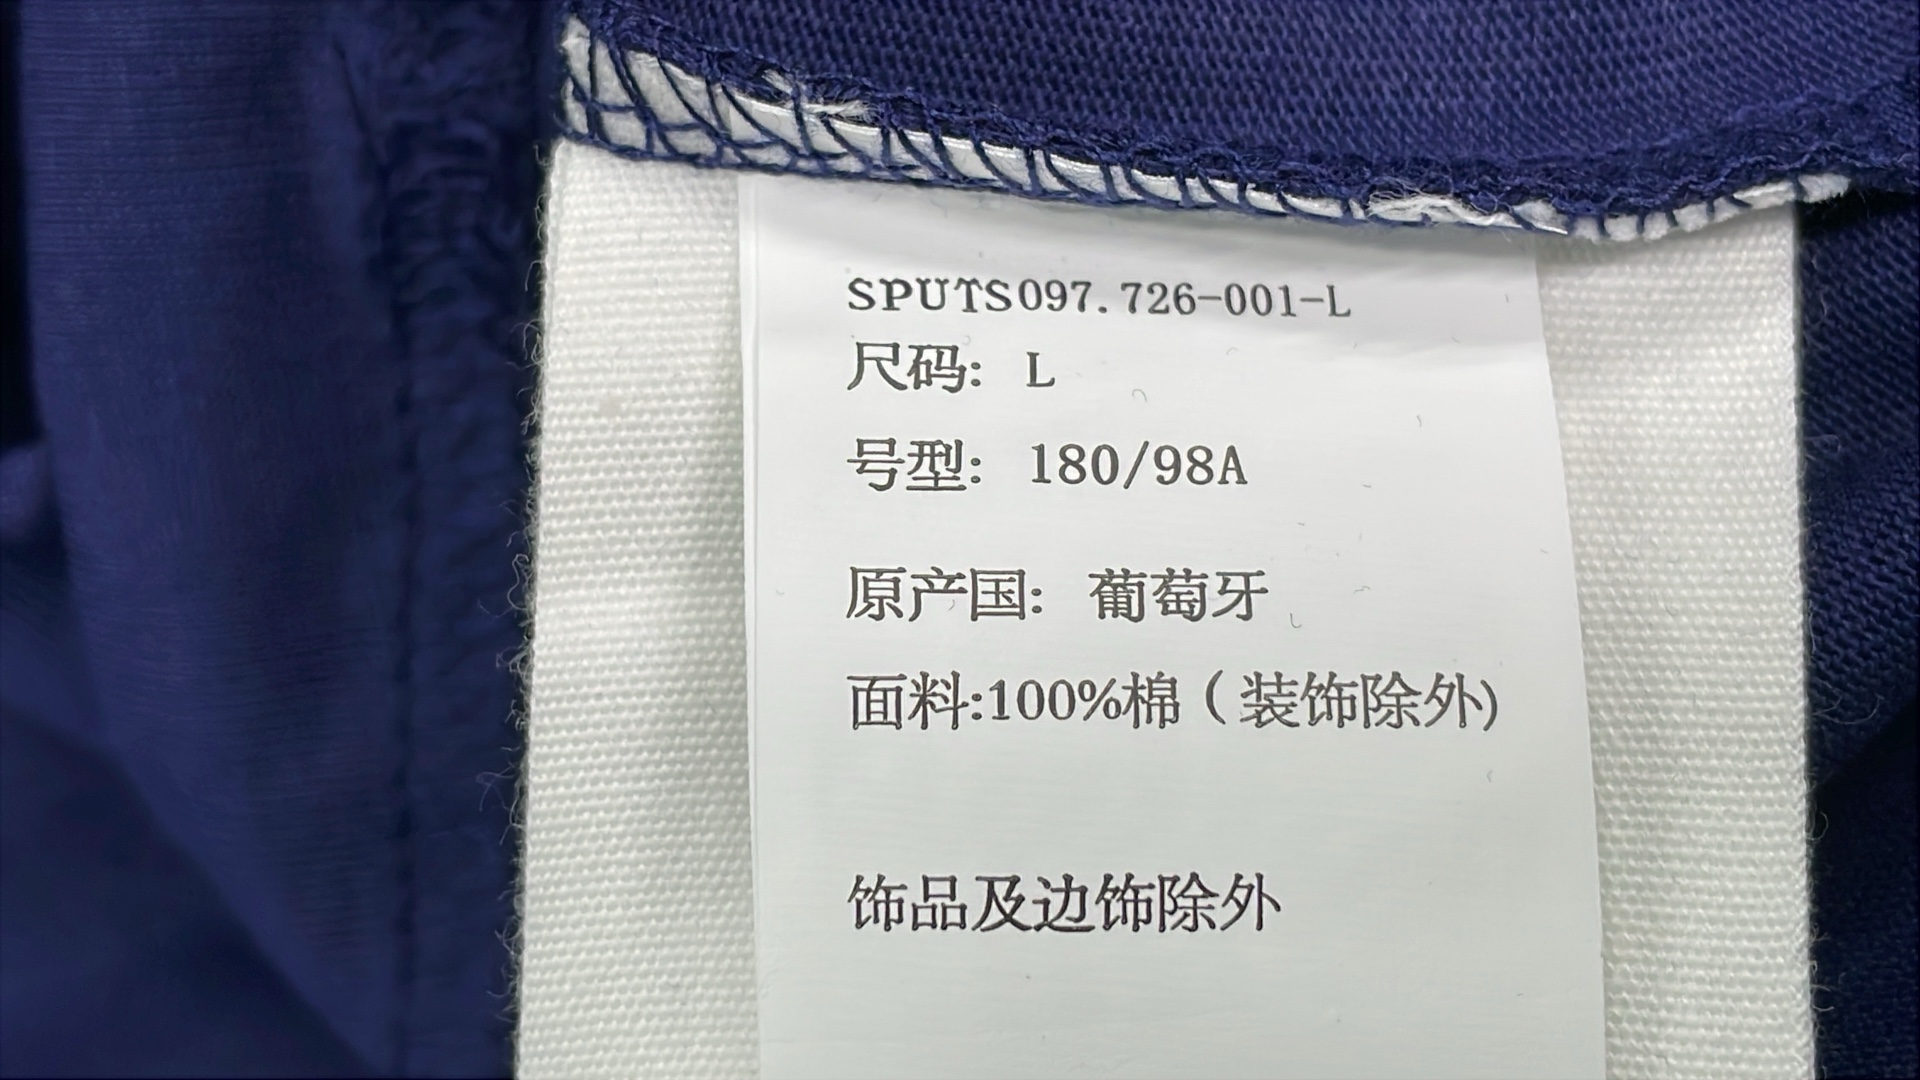 SPUTS097.726-001-L
尺码: L
号型: 180/98A
原产国: 葡萄牙
面料:100%棉（装饰除外)
饰品及边饰除外